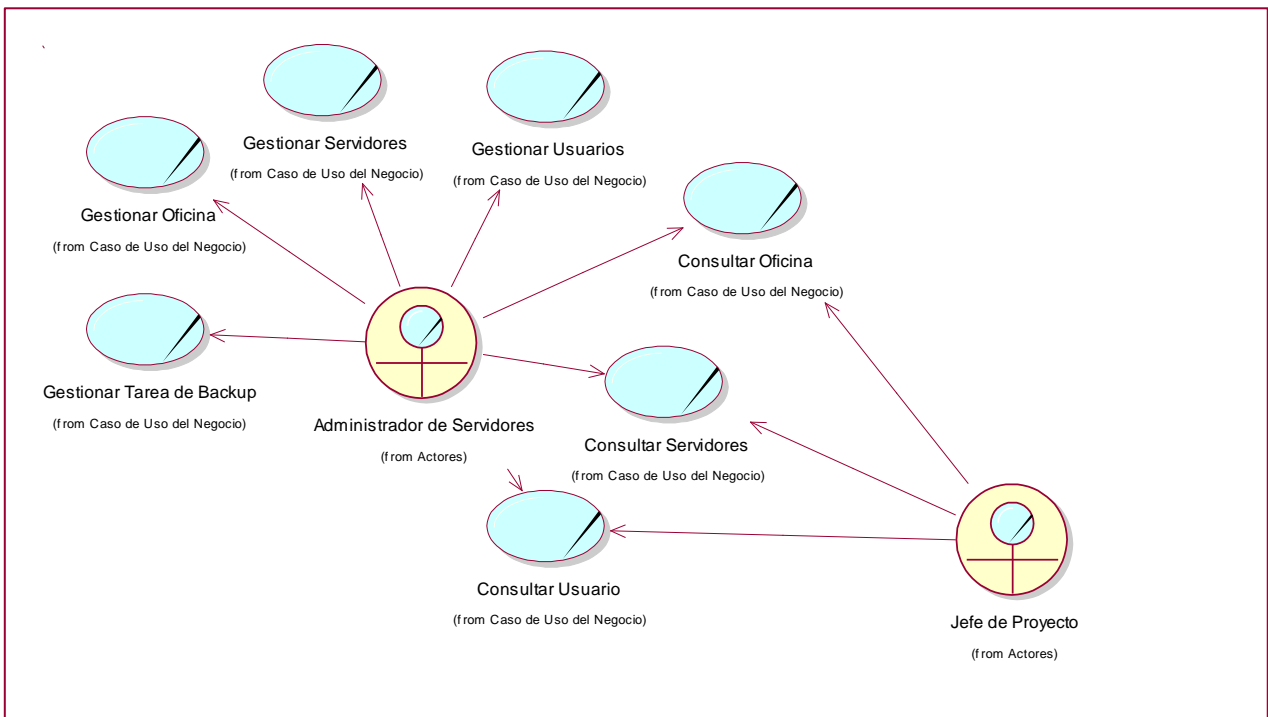 Gestionar Servidores
(from Caso de Uso del Negocio)
Gestionar Usuarios
(from Caso de Uso del Negocio)
Gestionar Oficina
(from Caso de Uso del Negocio)
Consultar Oficina
(from Caso de Uso del Negocio)
Gestionar Tarea de Backup
(from Caso de Uso del Negocio)
Administrador de Servidores
(from Actores)
Consultar Servidores
(from Caso de Uso del Negocio)
Consultar Usuario
(from Caso de Uso del Negocio)
Jefe de Proyecto
(from Actores)